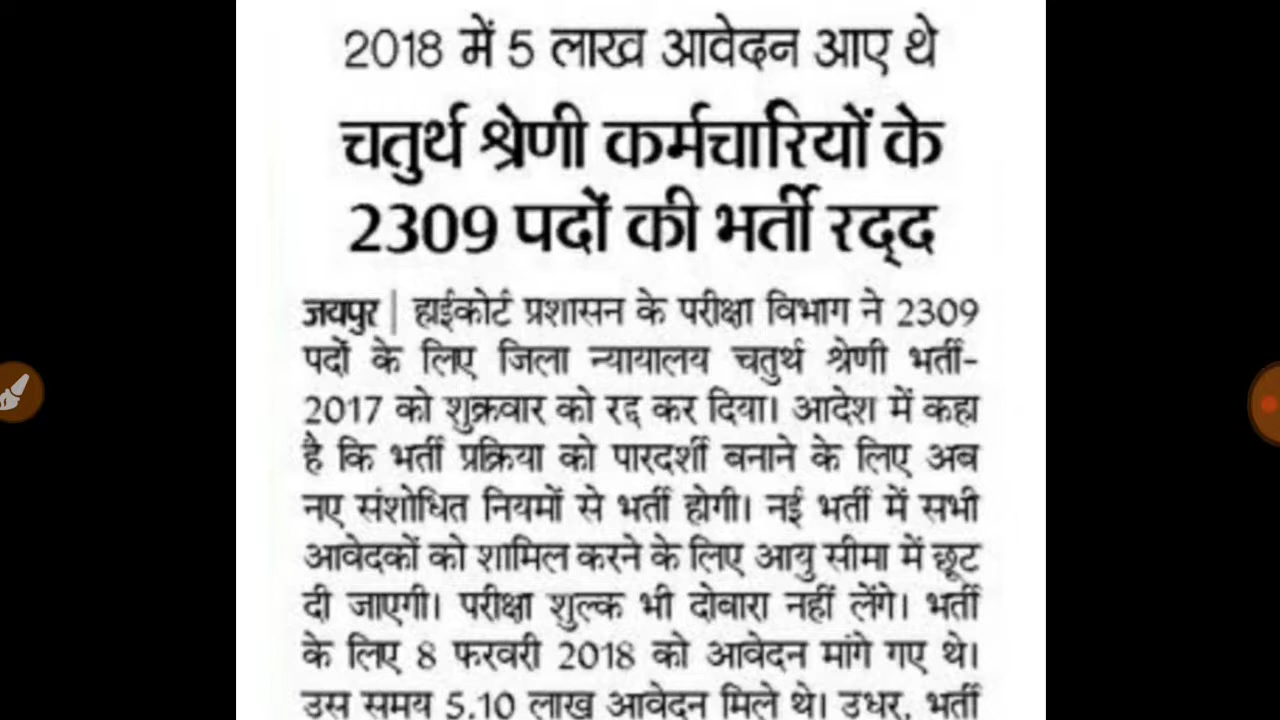 2018 में 5 लाख आवेदन आए थे
चतुर्थ श्रेणी कर्मचारियों के
2309 पदों की भर्ती रद्द
जयपुर | हाईकोर्ट प्रशासन के परीक्षा विभाग ने 2309
पदों के लिए जिला न्यायालय चतुर्थ श्रेणी भर्ती-
2017 को शुक्रवार को रद्द कर दिया। आदेश में कहा
है कि भर्ती प्रक्रिया को पारदर्शी बनाने के लिए अब
नए संशोधित नियमों से भर्ती होगी। नई भर्ती में सभी
आवेदकों को शामिल करने के लिए आयु सीमा में छूट
दी जाएगी। परीक्षा शुल्क भी दोबारा नहीं लेंगे। भर्ती
के लिए 8 फरवरी 2018 को आवेदन मांगे गए थे।
उस समय 5.10 लाख आवेदन मिले थे। उधर, भर्ती